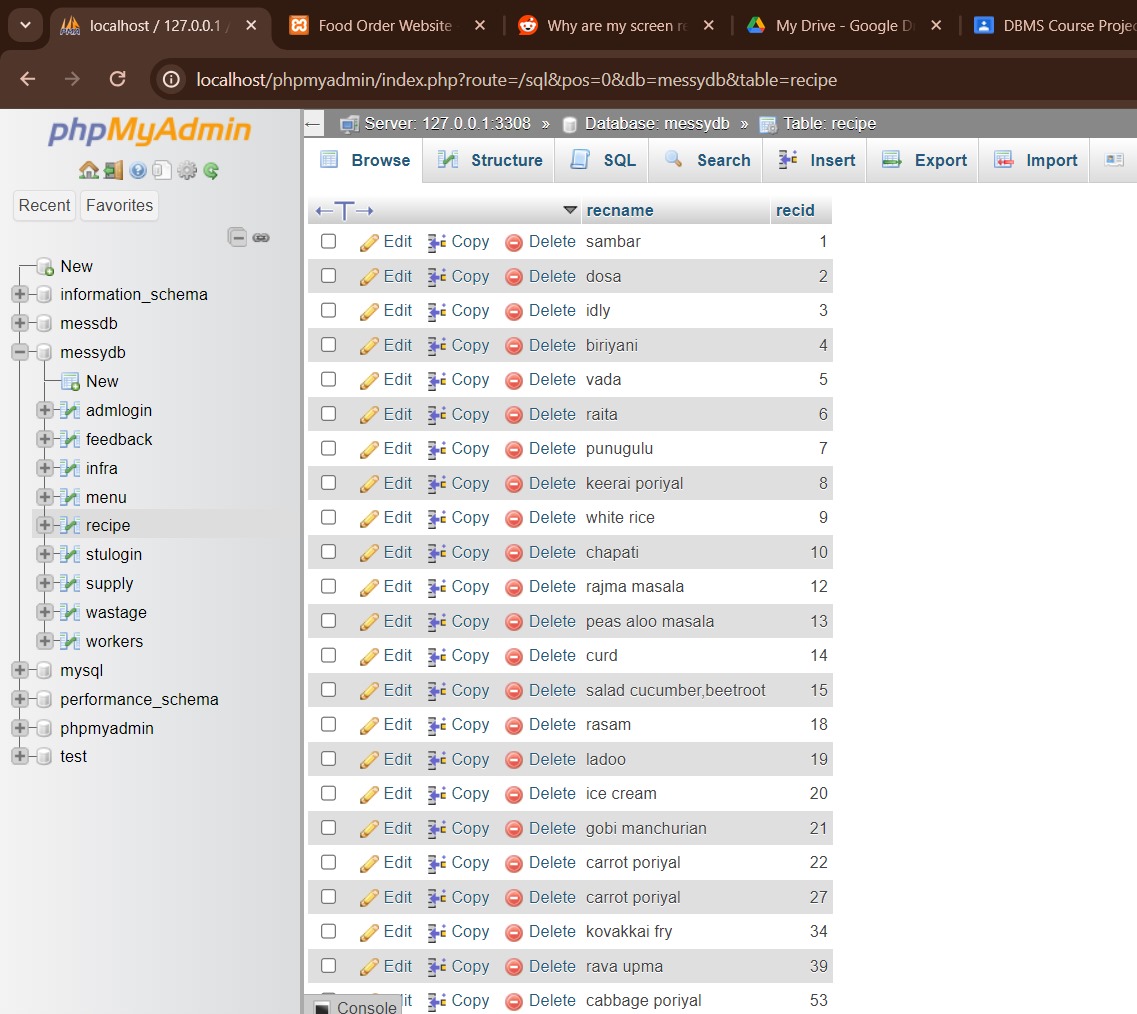 localhost / 127.0.0.1 /
Food Order Website
Why are my screen re
My Drive - Google D
DBMS Course Projec
localhost/phpmyadmin/index.php?route=/sql&pos=0&db=messydb&table=recipe
phpMyAdmin
Recent Favorites
New
information_schema
messdb
messydb
New
admlogin
feedback
infra
menu
recipe
stulogin
supply
wastage
workers
mysql
performance_schema
phpmyadmin
test
Server: 127.0.0.1:3308 » Database: messydb » Table: recipe
Browse Structure SQL Search Insert Export Import
←T→ recname recid
Edit Copy Delete sambar 1
Edit Copy Delete dosa 2
Edit Copy Delete idly 3
Edit Copy Delete biriyani 4
Edit Copy Delete vada 5
Edit Copy Delete raita 6
Edit Copy Delete punugulu 7
Edit Copy Delete keerai poriyal 8
Edit Copy Delete white rice 9
Edit Copy Delete chapati 10
Edit Copy Delete rajma masala 12
Edit Copy Delete peas aloo masala 13
Edit Copy Delete curd 14
Edit Copy Delete salad cucumber,beetroot 15
Edit Copy Delete rasam 18
Edit Copy Delete ladoo 19
Edit Copy Delete ice cream 20
Edit Copy Delete gobi manchurian 21
Edit Copy Delete carrot poriyal 22
Edit Copy Delete carrot poriyal 27
Edit Copy Delete kovakkai fry 34
Edit Copy Delete rava upma 39
it Copy Delete cabbage poriyal 53
Console